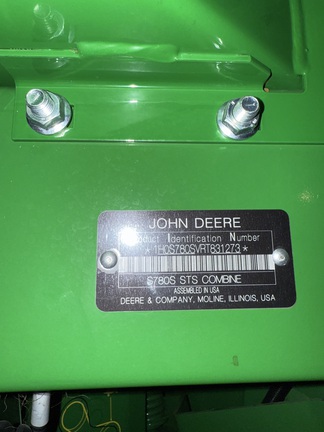 JOHN DEERE
Product Identification Number
*1H0S780SVRT831273*
S780S STS COMBINE
ASSEMBLED IN USA
DEERE & COMPANY, MOLINE, ILLINOIS, USA